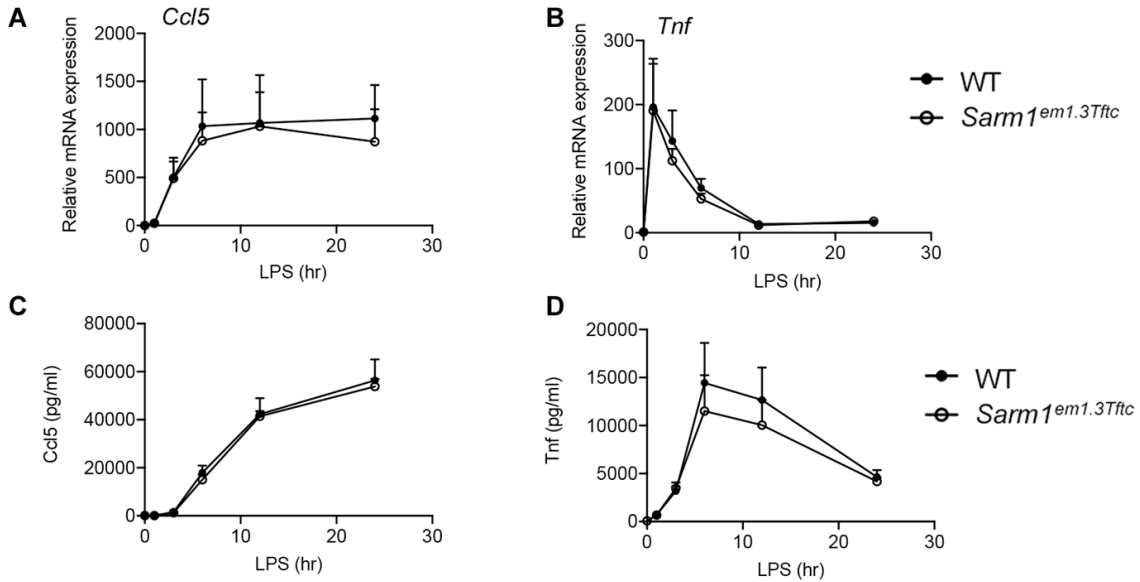 A
Ccl5
Relative mRNA expression
2000
1500
1000
500
0
0
10
20
30
LPS (hr)
B
Tnf
Relative mRNA expression
300
200
100
0
0
10
20
30
LPS (hr)
WT
Sarm1em1.3Tftc
C
Ccl5 (pg/ml)
80000
60000
40000
20000
0
0
10
20
30
LPS (hr)
D
Tnf (pg/ml)
20000
15000
10000
5000
0
0
10
20
30
LPS (hr)
WT
Sarm1em1.3Tftc